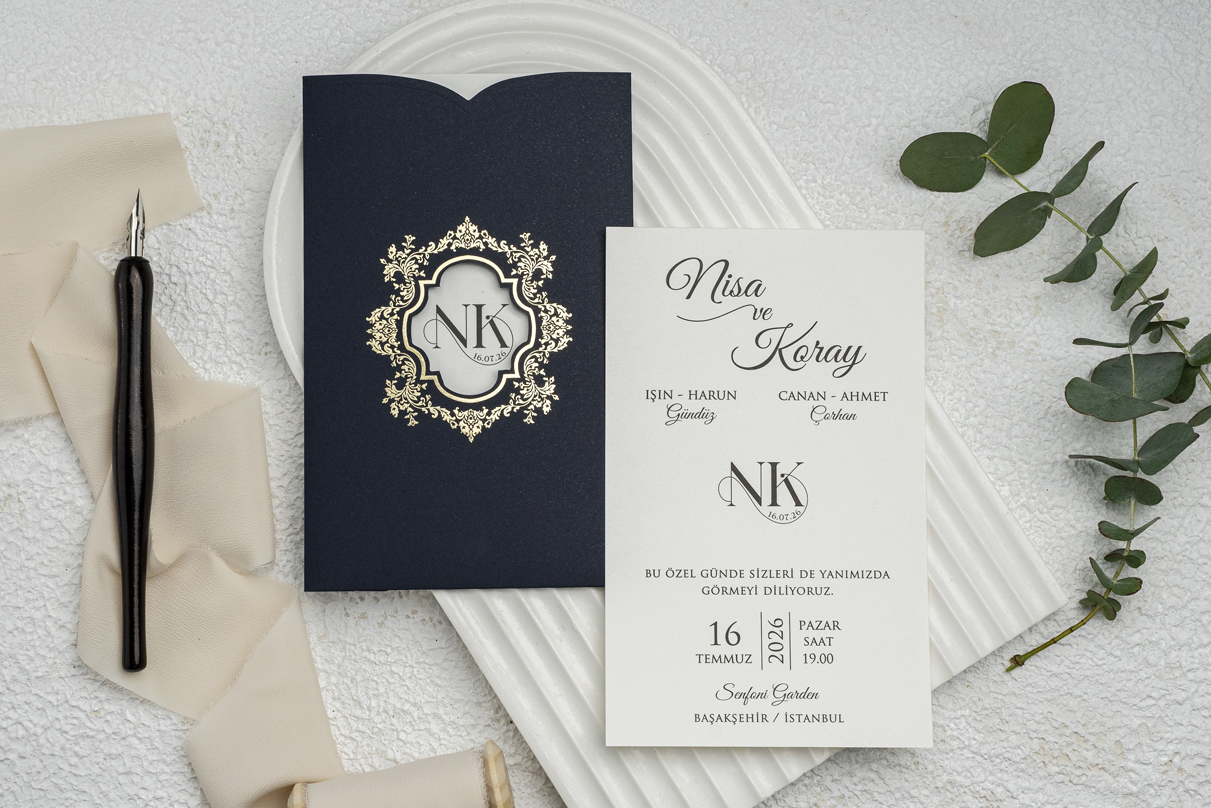 NK
16.07.26
Nisa
ve
Koray
IŞIN - HARUN
Gündüz
CANAN - AHMET
Çorhan
NK
16.07.26
BU ÖZEL GÜNDE SİZLERİ DE YANIMIZDA
GÖRMEYİ DİLİYORUZ.
16
TEMMUZ
2026
PAZAR
SAAT
19.00
Senfoni Garden
BAŞAKŞEHİR / İSTANBUL